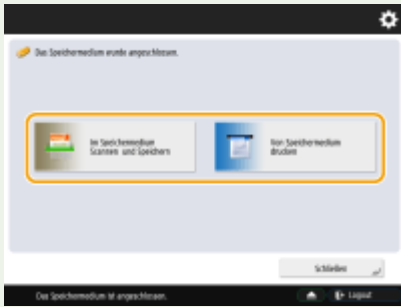 Das Speichermedium wurde angeschlossen.
Im Speichermedium
Scannen und Speichern
Von Speichermedium
drucken
Schließen
Das Speichermedium ist angeschlossen.
Logout